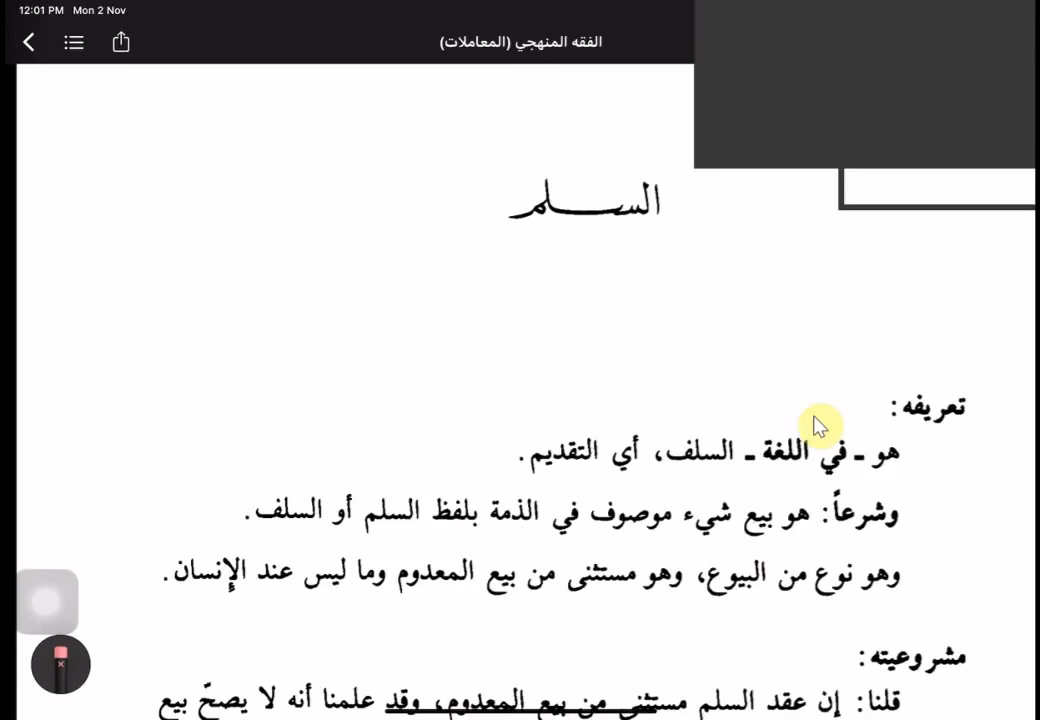 12:01 PM Mon 2 Nov
الفقه المنهجي (المعاملات)
الســـلم
تعريفه :
هو ـ في اللغة ـ السلف، أي التقديم .
وشرعاً : هو بيع شيء موصوف في الذمة بلفظ السلم أو السلف .
وهو نوع من البيوع، وهو مستثنى من بيع المعدوم وما ليس عند الإنسان .
مشروعيته :
قلنا : إن عقد السلم مستثنى من بيع المعدوم، وقد علمنا أنه لا يصحّ بيع